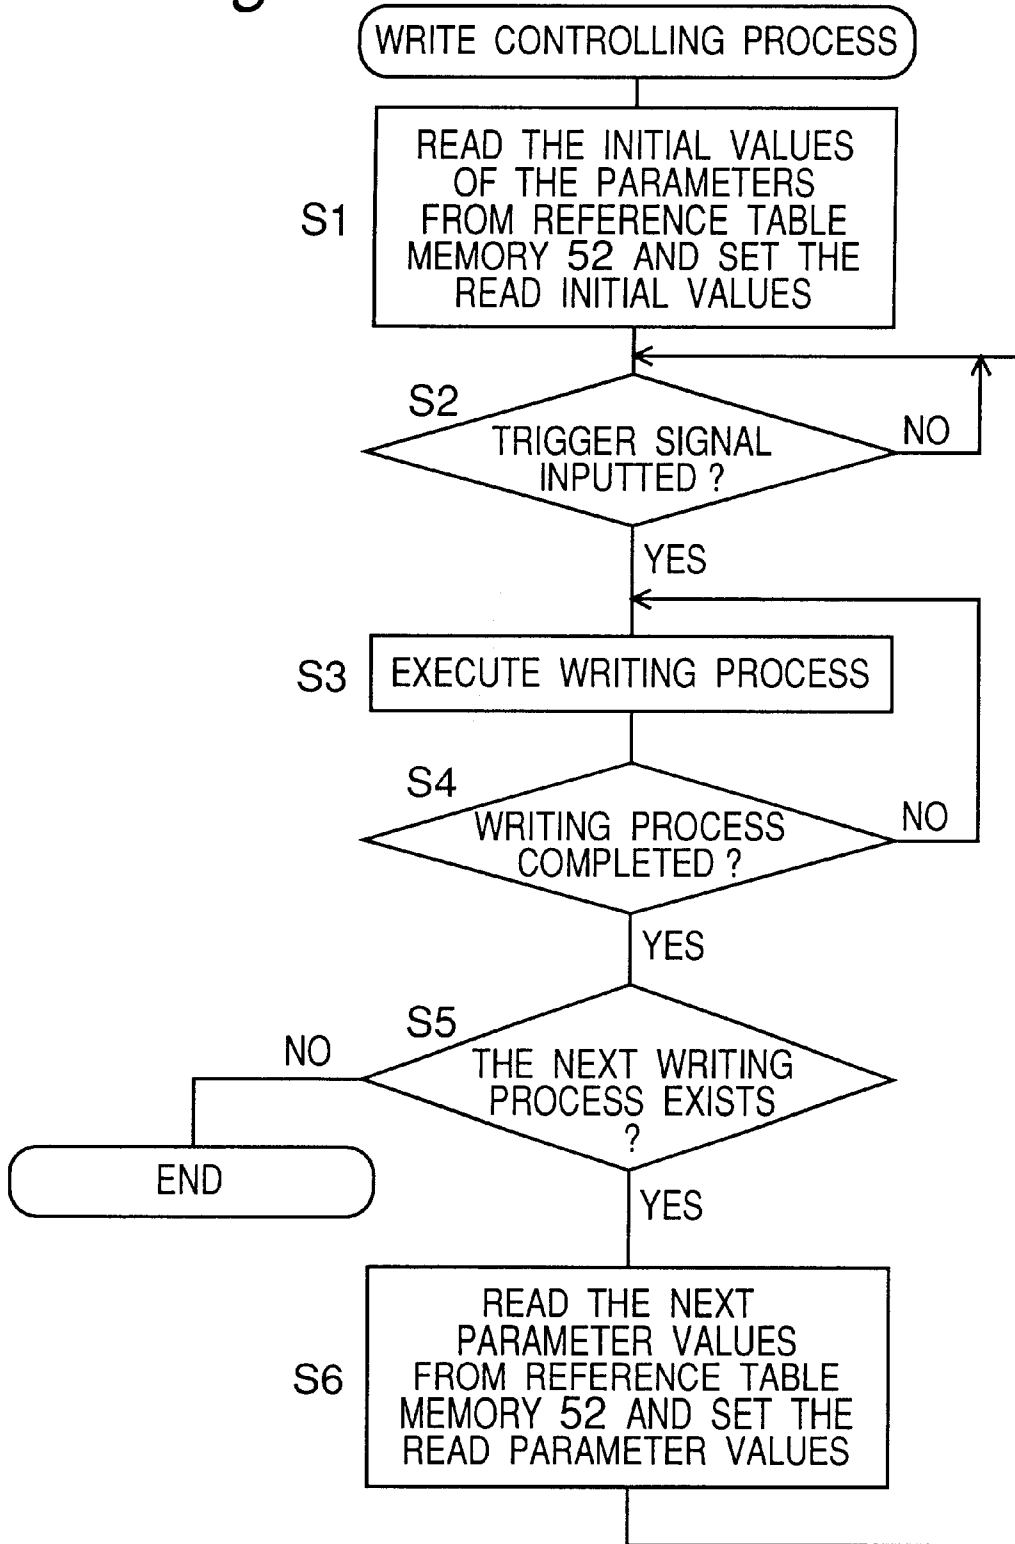 WRITE CONTROLLING PROCESS
S1
READ THE INITIAL VALUES
OF THE PARAMETERS
FROM REFERENCE TABLE
MEMORY 52 AND SET THE
READ INITIAL VALUES
S2
TRIGGER SIGNAL
INPUTTED ?
NO
YES
S3
EXECUTE WRITING PROCESS
S4
WRITING PROCESS
COMPLETED ?
NO
YES
S5
THE NEXT WRITING
PROCESS EXISTS
?
NO
END
YES
S6
READ THE NEXT
PARAMETER VALUES
FROM REFERENCE TABLE
MEMORY 52 AND SET THE
READ PARAMETER VALUES